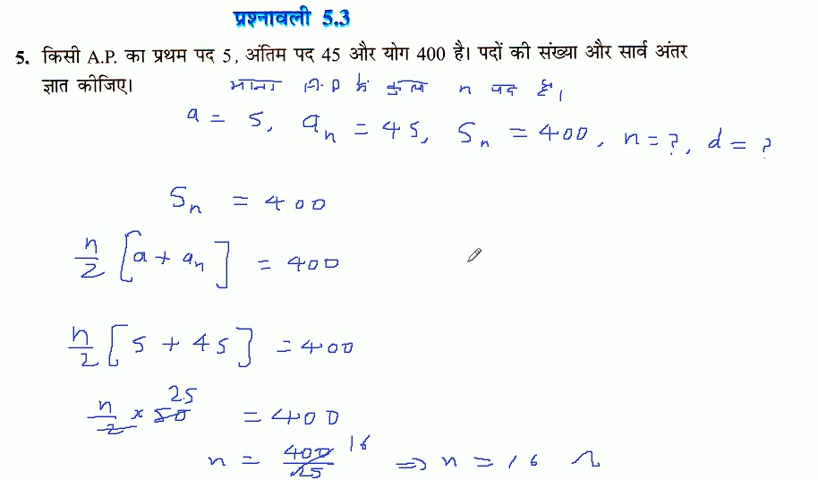 प्रश्नावली 5.3
5. किसी A.P. का प्रथम पद 5, अंतिम पद 45 और योग 400 है। पदों की संख्या और सार्व अंतर
ज्ञात कीजिए।
माना A.P के कुल n पद हैं।
a = 5, aₙ = 45, Sₙ = 400, n = ?, d = ?
Sₙ = 400
n/2 [a + aₙ] = 400
n/2 [5 + 45] = 400
n/2 × 50 25 = 400
n = 400/25 16 ⇒ n = 16